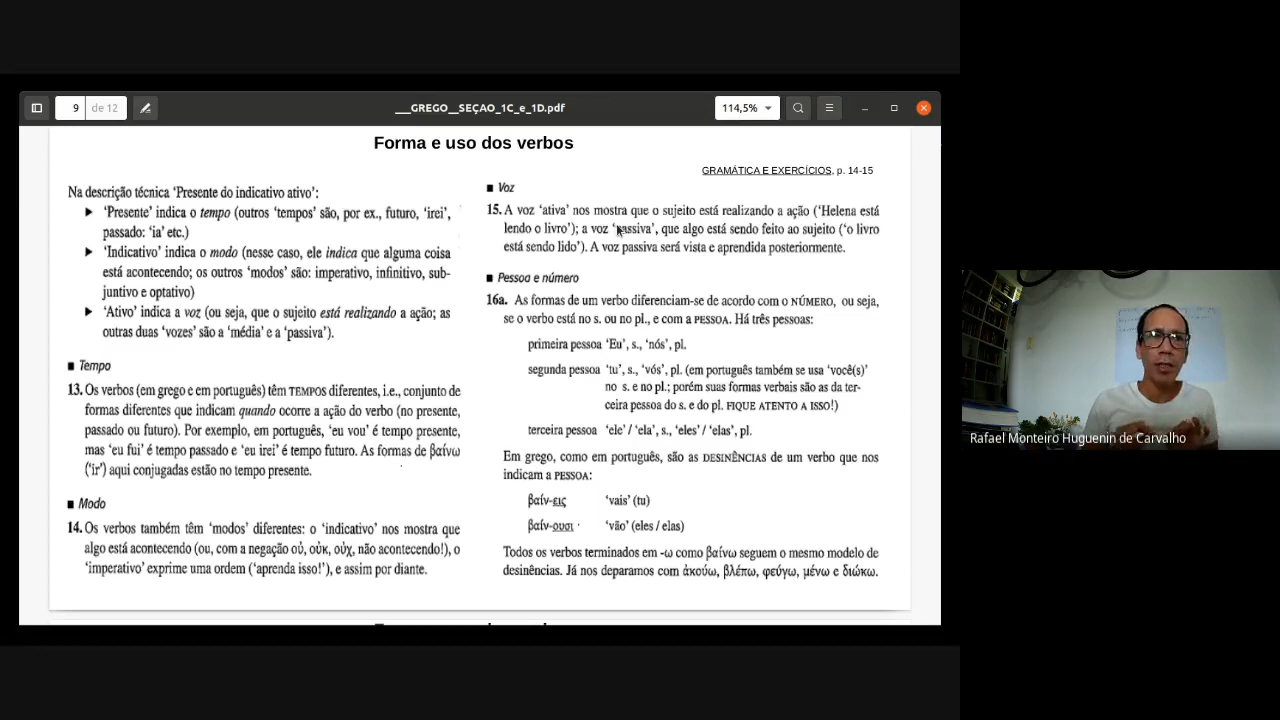 9 de 12
___GREGO__SEÇAO_1C_e_1D.pdf
114,5%
Forma e uso dos verbos
GRAMÁTICA E EXERCÍCIOS, p. 14-15
Na descrição técnica ‘Presente do indicativo ativo’:
► ‘Presente’ indica o tempo (outros ‘tempos’ são, por ex., futuro, ‘irei’,
passado: ‘ia’ etc.)
► ‘Indicativo’ indica o modo (nesse caso, ele indica que alguma coisa
está acontecendo; os outros ‘modos’ são: imperativo, infinitivo, sub-
juntivo e optativo)
► ‘Ativo’ indica a voz (ou seja, que o sujeito está realizando a ação; as
outras duas ‘vozes’ são a ‘média’ e a ‘passiva’).
■ Tempo
13. Os verbos (em grego e em português) têm TEMPOS diferentes, i.e., conjunto de
formas diferentes que indicam quando ocorre a ação do verbo (no presente,
passado ou futuro). Por exemplo, em português, ‘eu vou’ é tempo presente,
mas ‘eu fui’ é tempo passado e ‘eu irei’ é tempo futuro. As formas de βαίνω
(‘ir’) aqui conjugadas estão no tempo presente.
■ Modo
14. Os verbos também têm ‘modos’ diferentes: o ‘indicativo’ nos mostra que
algo está acontecendo (ou, com a negação οὐ, οὐκ, οὐχ, não acontecendo!), o
‘imperativo’ exprime uma ordem (‘aprenda isso!’), e assim por diante.
■ Voz
15. A voz ‘ativa’ nos mostra que o sujeito está realizando a ação (‘Helena está
lendo o livro’); a voz ‘passiva’, que algo está sendo feito ao sujeito (‘o livro
está sendo lido’). A voz passiva será vista e aprendida posteriormente.
■ Pessoa e número
16a. As formas de um verbo diferenciam-se de acordo com o NÚMERO, ou seja,
se o verbo está no s. ou no pl., e com a PESSOA. Há três pessoas:
primeira pessoa ‘Eu’, s., ‘nós’, pl.
segunda pessoa ‘tu’, s., ‘vós’, pl. (em português também se usa ‘você(s)’
no s. e no pl.; porém suas formas verbais são as da ter-
ceira pessoa do s. e do pl. FIQUE ATENTO A ISSO!)
terceira pessoa ‘ele’ / ‘ela’, s., ‘eles’ / ‘elas’, pl.
Em grego, como em português, são as DESINÊNCIAS de um verbo que nos
indicam a PESSOA:
βαίν-εις ‘vais’ (tu)
βαίν-ουσι ‘vão’ (eles / elas)
Todos os verbos terminados em -ω como βαίνω seguem o mesmo modelo de
desinências. Já nos deparamos com ἀκούω, βλέπω, φεύγω, μένω e διώκω.
Rafael Monteiro Huguenin de Carvalho